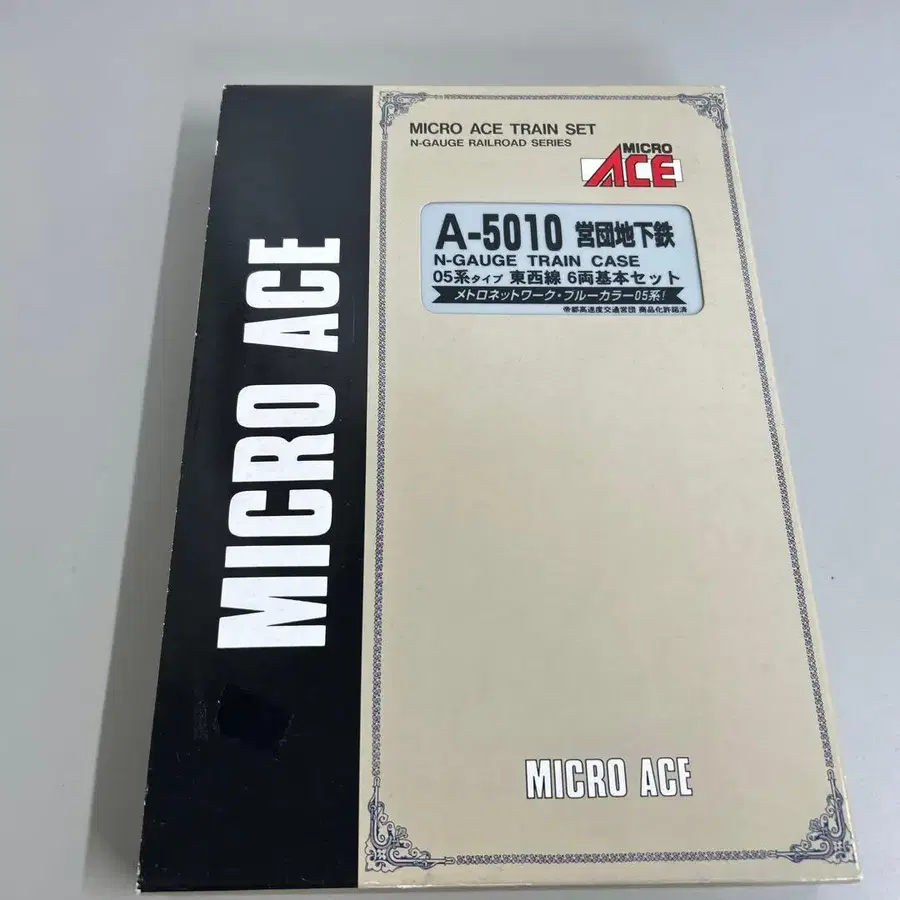 MICRO ACE
MICRO ACE TRAIN SET
N-GAUGE RAILROAD SERIES
MICRO
ACE
A-5010 営団地下鉄
N-GAUGE TRAIN CASE
05系タイプ 東西線 6両基本セット
メトロネットワーク・ブルーカラー05系!
帝都高速度交通営団 商品化許諾済
MICRO ACE